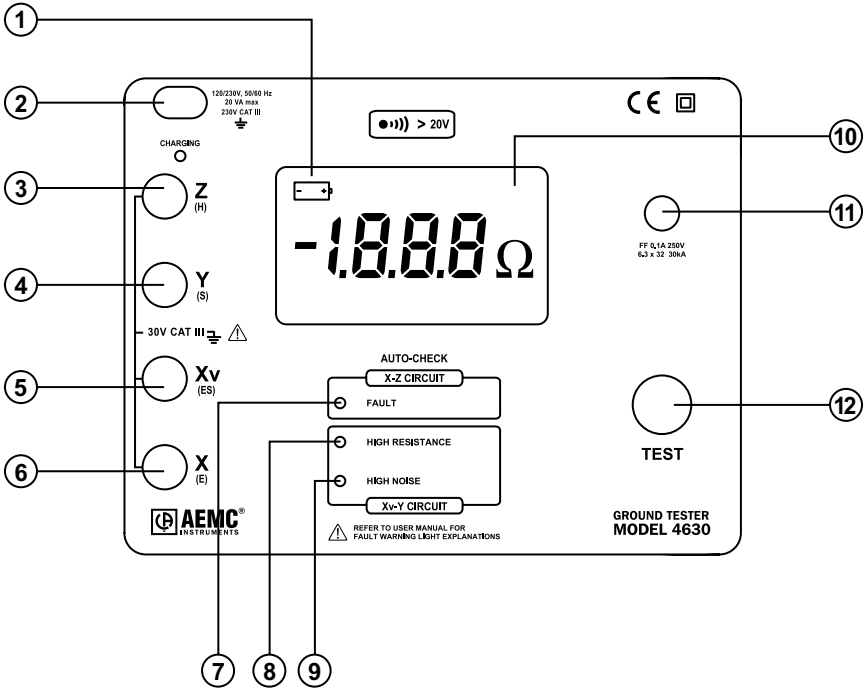 1
2
120/230V, 50/60 Hz
20 VA max
230V CAT III
> 20V
CE
10
CHARGING
3
Z
(H)
- +
-1.8.8.8 Ω
11
FF 0,1A 250V
6.3 x 32 30kA
4
Y
(S)
30V CAT III
AUTO-CHECK
X-Z CIRCUIT
5
Xv
(ES)
7
FAULT
12
TEST
8
HIGH RESISTANCE
6
X
(E)
9
HIGH NOISE
Xv-Y CIRCUIT
AEMC®
INSTRUMENTS
REFER TO USER MANUAL FOR
FAULT WARNING LIGHT EXPLANATIONS
GROUND TESTER
MODEL 4630